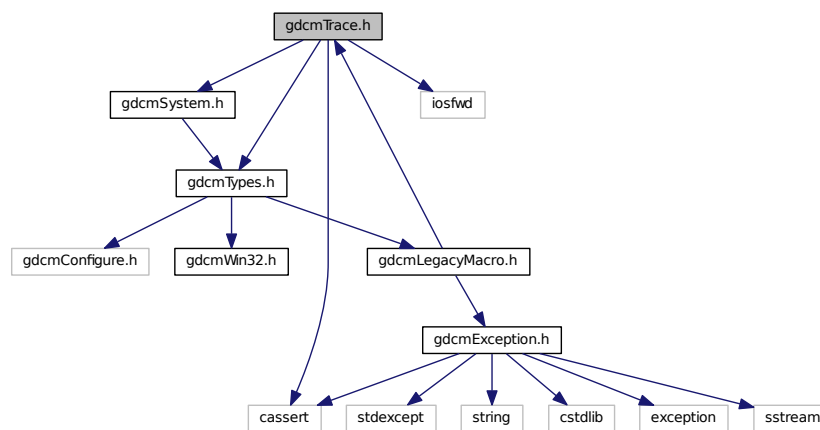 gdcmTrace.h
gdcmSystem.h
iosfwd
gdcmTypes.h
gdcmConfigure.h
gdcmWin32.h
gdcmLegacyMacro.h
gdcmException.h
cassert
stdexcept
string
cstdlib
exception
sstream